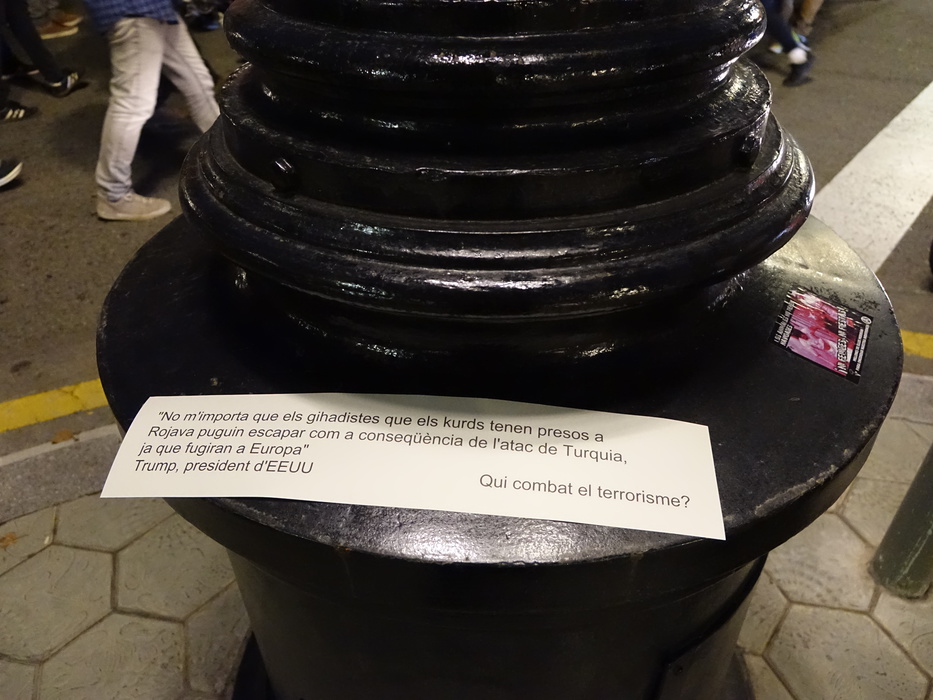 "No m'importa que els gihadistes que els kurds tenen presos a
Rojava puguin escapar com a conseqüència de l'atac de Turquia,
ja que fugiran a Europa"
Trump, president d'EEUU
Qui combat el terrorisme?